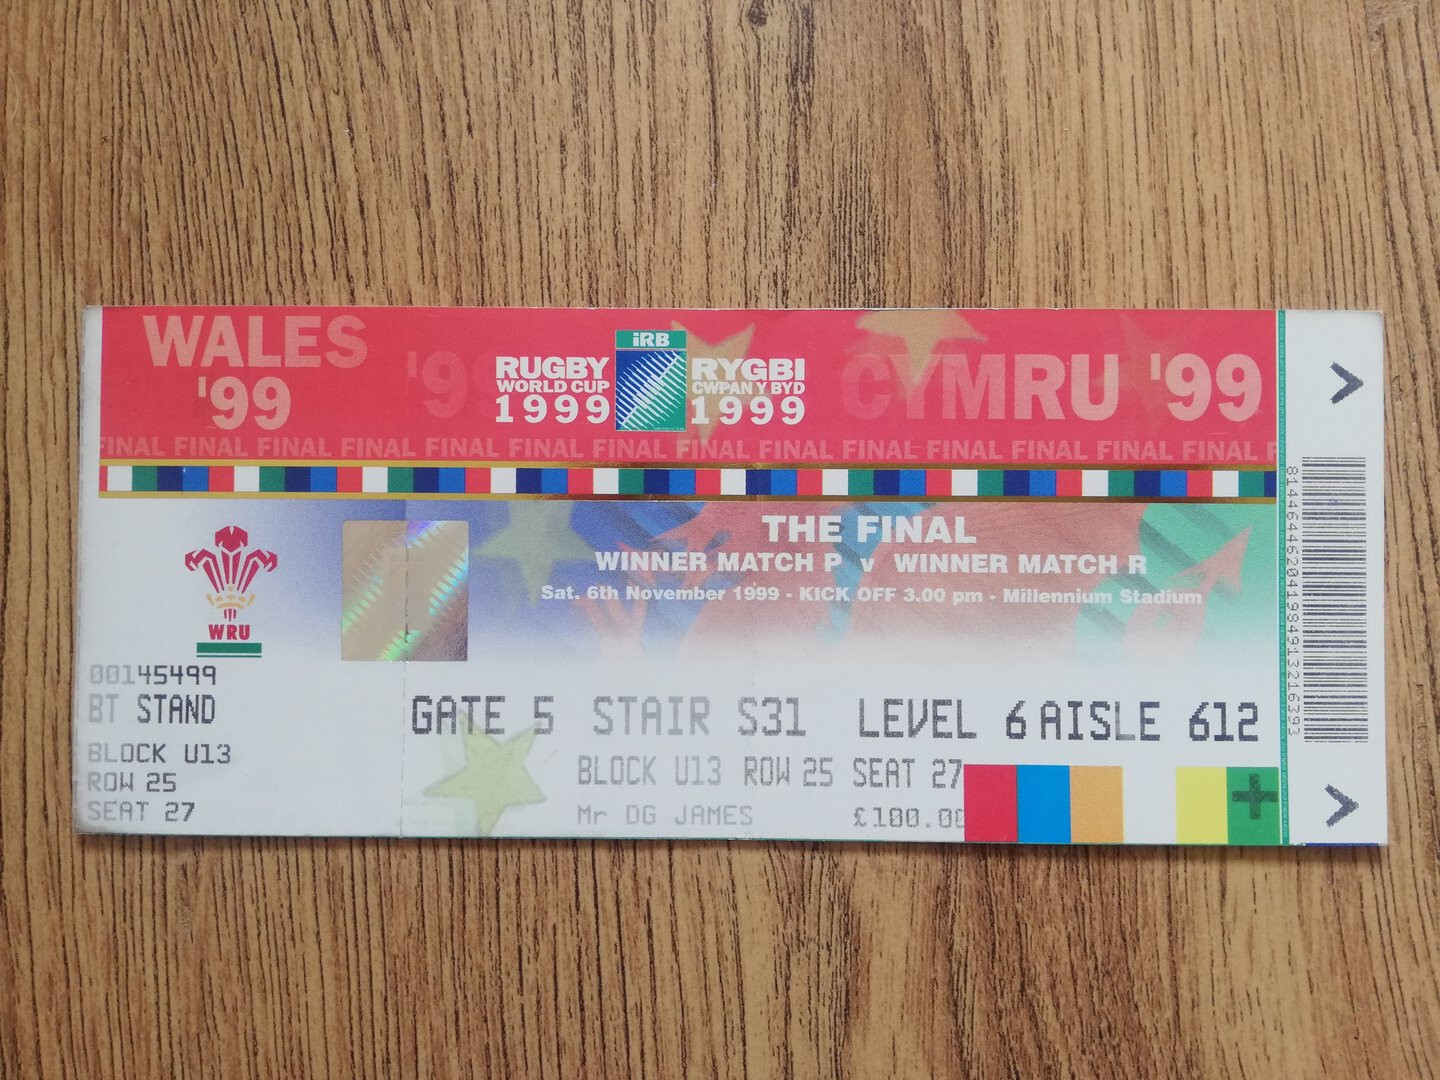 WALES '99
'99
iRB
RUGBY WORLD CUP 1999
RYGBI CWPAN Y BYD 1999
CYMRU '99
FINAL FINAL FINAL FINAL FINAL FINAL FINAL FINAL FINAL FINAL FINAL FINAL FINAL FINAL
THE FINAL
WINNER MATCH P v WINNER MATCH R
Sat. 6th November 1999 - KICK OFF 3.00 pm - Millennium Stadium
WRU
00145499
BT STAND
BLOCK U13
ROW 25
SEAT 27
GATE 5 STAIR S31 LEVEL 6 AISLE 612
BLOCK U13 ROW 25 SEAT 27
Mr DG JAMES £100.00